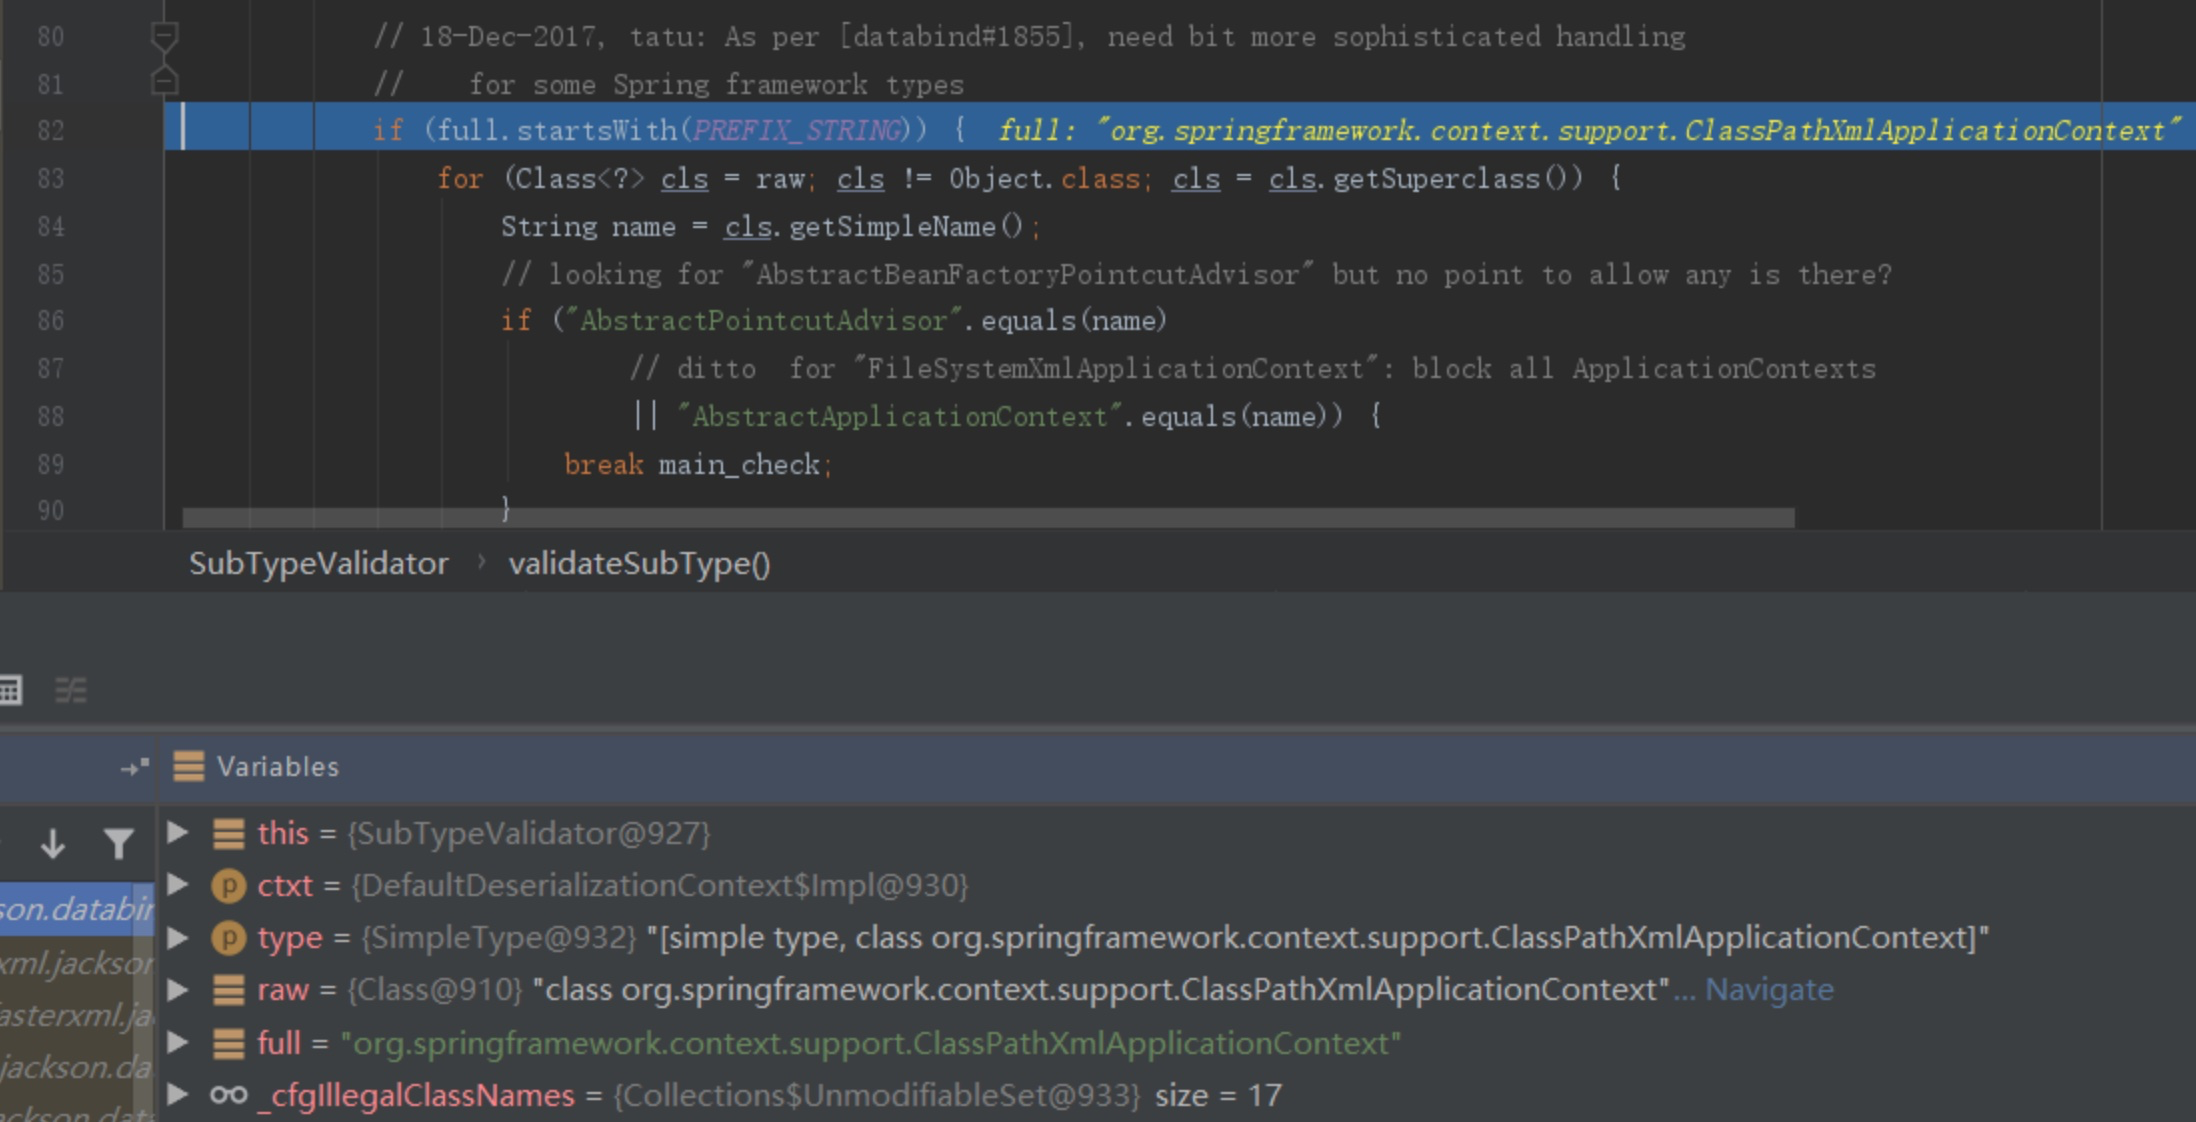 80 // 18-Dec-2017, tatu: As per [databind#1855], need bit more sophisticated handling
81 //    for some Spring framework types
82 if (full.startsWith(PREFIX_STRING)) {  full: "org.springframework.context.support.ClassPathXmlApplicationContext"
83 for (Class<?> cls = raw; cls != Object.class; cls = cls.getSuperclass()) {
84 String name = cls.getSimpleName();
85 // looking for "AbstractBeanFactoryPointcutAdvisor" but no point to allow any is there?
86 if ("AbstractPointcutAdvisor".equals(name)
87 // ditto  for "FileSystemXmlApplicationContext": block all ApplicationContexts
88 || "AbstractApplicationContext".equals(name)) {
89 break main_check;
90 }
SubTypeValidator › validateSubType()
Variables
this = {SubTypeValidator@927}
p ctxt = {DefaultDeserializationContext$Impl@930}
son.databin
p type = {SimpleType@932} "[simple type, class org.springframework.context.support.ClassPathXmlApplicationContext]"
xml.jackson
raw = {Class@910} "class org.springframework.context.support.ClassPathXmlApplicationContext"... Navigate
asterxml.ja
full = "org.springframework.context.support.ClassPathXmlApplicationContext"
jackson.da
_cfgIllegalClassNames = {Collections$UnmodifiableSet@933} size = 17